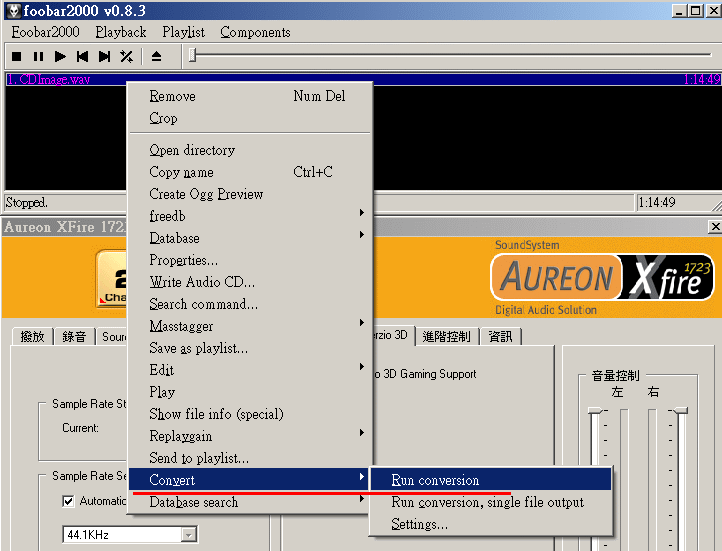 foobar2000 v0.8.3
Foobar2000 Playback Playlist Components
1. CDImage.wav 1:14:49
Remove Num Del
Crop
Open directory
Copy name Ctrl+C
Create Ogg Preview
freedb
Database
Properties...
Write Audio CD...
Search command...
Masstagger
Save as playlist...
Edit
Play
Show file info (special)
Replaygain
Send to playlist...
Convert
Database search
Run conversion
Run conversion, single file output
Settings...
Stopped. 1:14:49
Aureon XFire 172
SoundSystem
AUREON Xfire 1723
Digital Audio Solution
2
Cha
撥放 錄音 Sour erzio 3D 進階控制 資訊
o 3D Gaming Support
音量控制
左 右
Sample Rate St
Current:
Sample Rate Se
Automatic
44.1KHz